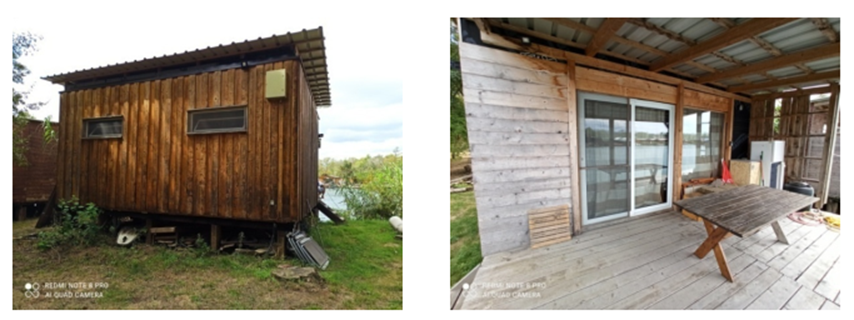 REDMI NOTE 8 PRO
AI QUAD CAMERA
REDMI NOTE 8 PRO
AI QUAD CAMERA